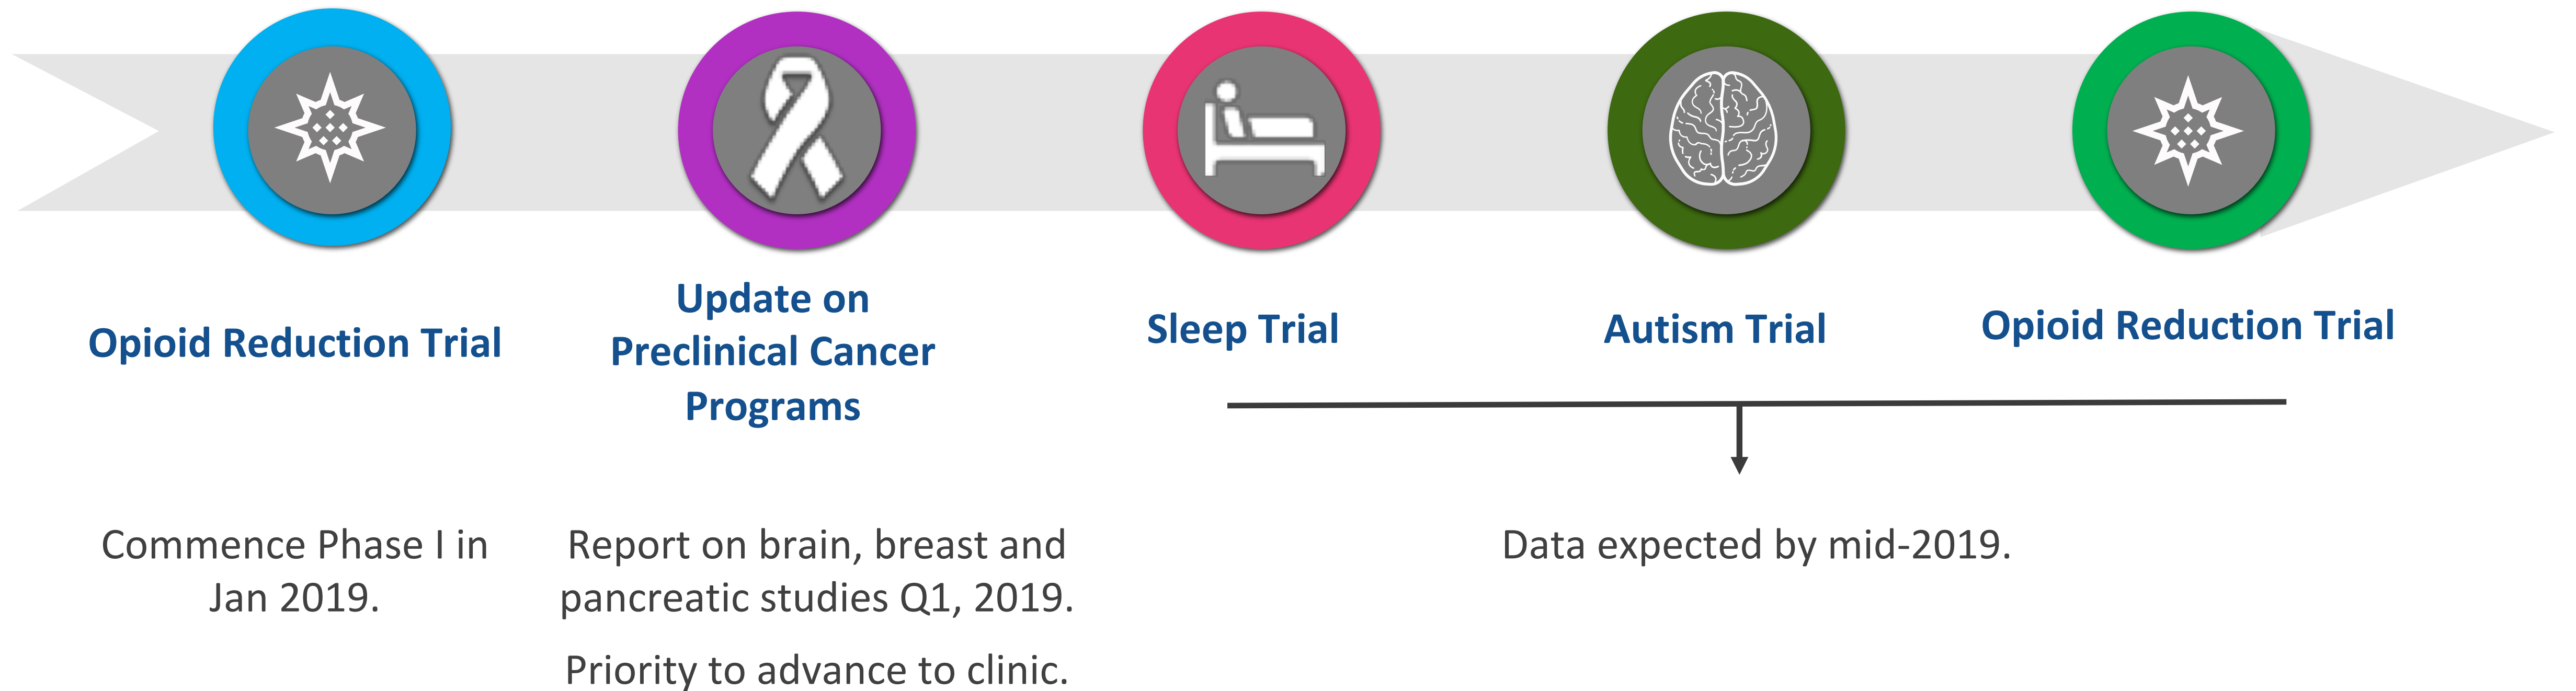 Opioid Reduction Trial
Update on
Preclinical Cancer
Programs
Sleep Trial
Autism Trial
Opioid Reduction Trial
Commence Phase I in
Jan 2019.
Report on brain, breast and
pancreatic studies Q1, 2019.
Priority to advance to clinic.
Data expected by mid-2019.